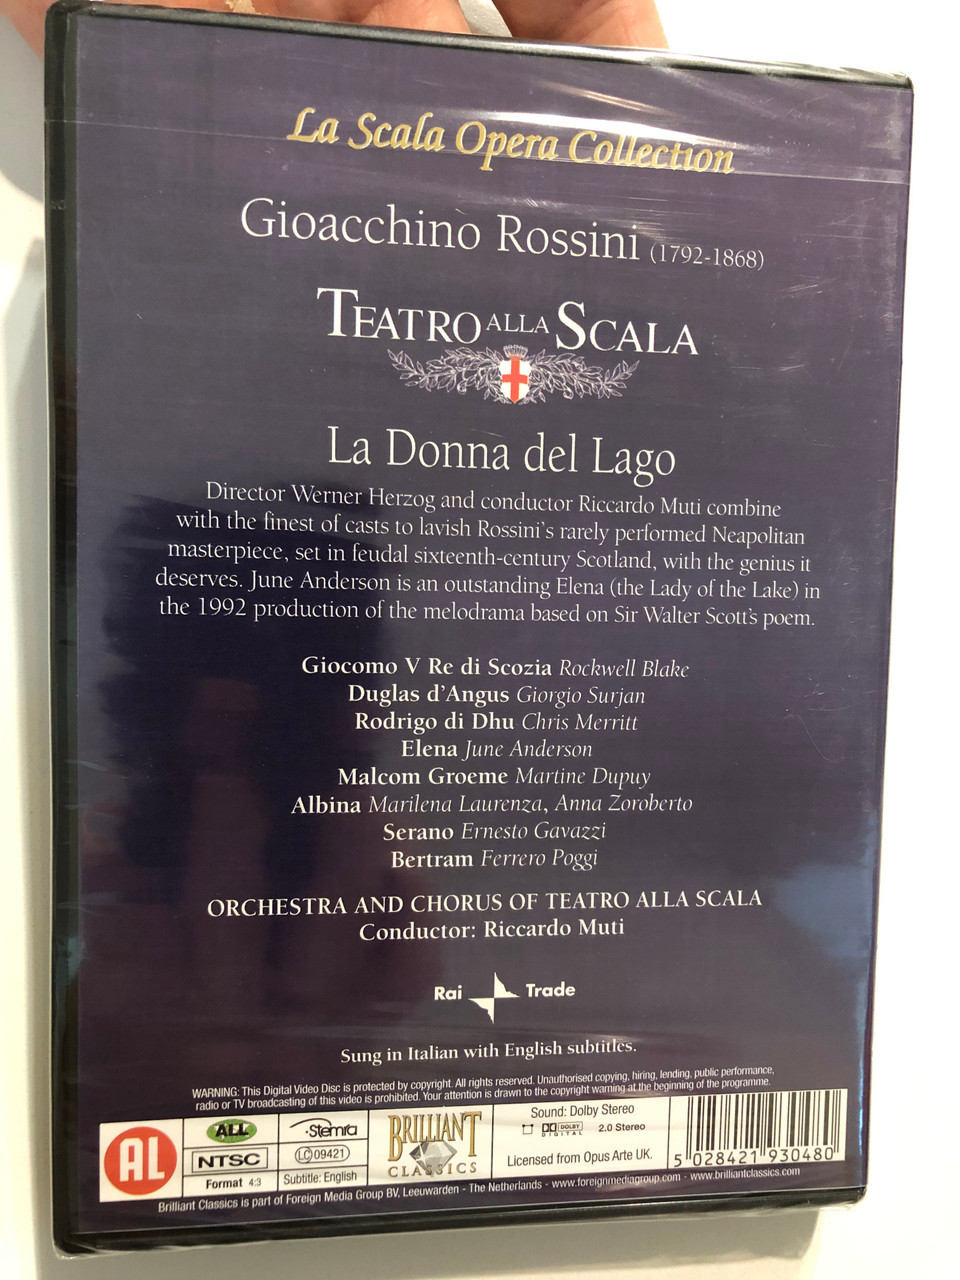 La Scala Opera Collection
Gioacchino Rossini (1792-1868)
TEATRO ALLA SCALA
La Donna del Lago
Director Werner Herzog and conductor Riccardo Muti combine
with the finest of casts to lavish Rossini's rarely performed Neapolitan
masterpiece, set in feudal sixteenth-century Scotland, with the genius it
deserves. June Anderson is an outstanding Elena (the Lady of the Lake) in
the 1992 production of the melodrama based on Sir Walter Scott's poem.
Giocomo V Re di Scozia Rockwell Blake
Duglas d'Angus Giorgio Surjan
Rodrigo di Dhu Chris Merritt
Elena June Anderson
Malcom Groeme Martine Dupuy
Albina Marilena Laurenza, Anna Zoroberto
Serano Ernesto Gavazzi
Bertram Ferrero Poggi
ORCHESTRA AND CHORUS OF TEATRO ALLA SCALA
Conductor: Riccardo Muti
Rai Trade
Sung in Italian with English subtitles.
WARNING: This Digital Video Disc is protected by copyright. All rights reserved. Unauthorised copying, hiring, lending, public performance,
radio or TV broadcasting of this video is prohibited. Your attention is drawn to the copyright warning at the beginning of the programme.
AL
ALL
NTSC
Format 4:3
Stemra
LC 09421
Subtitle: English
BRILLIANT
CLASSICS
Sound: Dolby Stereo
DOLBY DIGITAL 2.0 Stereo
Licensed from Opus Arte UK.
5 028421 930480
Brilliant Classics is part of Foreign Media Group BV, Leeuwarden - The Netherlands - www.foreignmediagroup.com - www.brilliantclassics.com